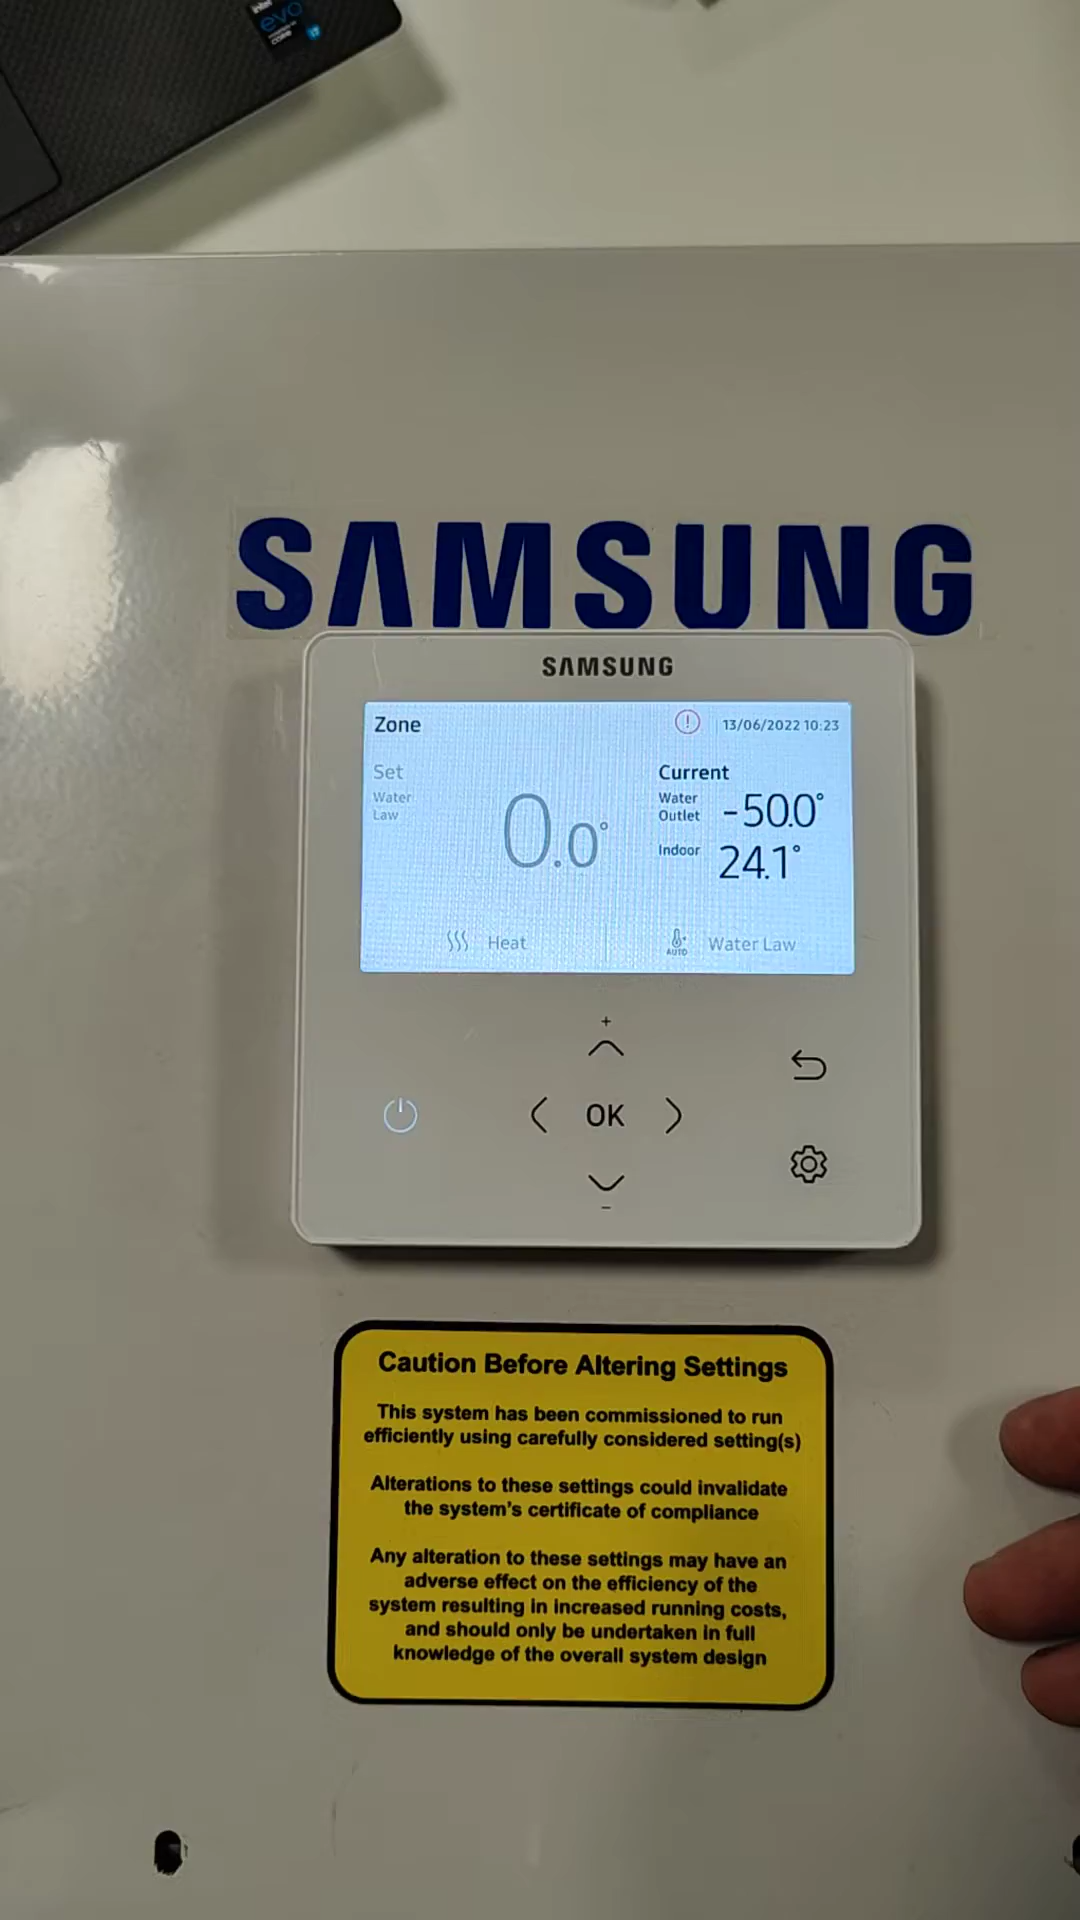 intel
evo
CORE
i7
SAMSUNG
SAMSUNG
Zone
13/06/2022 10:23
Set
Water
Law
0.0°
Current
Water
Outlet
-50.0°
Indoor
24.1°
Heat
AUTO
Water Law
+
OK
-
Caution Before Altering Settings
This system has been commissioned to run
efficiently using carefully considered setting(s)
Alterations to these settings could invalidate
the system's certificate of compliance
Any alteration to these settings may have an
adverse effect on the efficiency of the
system resulting in increased running costs,
and should only be undertaken in full
knowledge of the overall system design